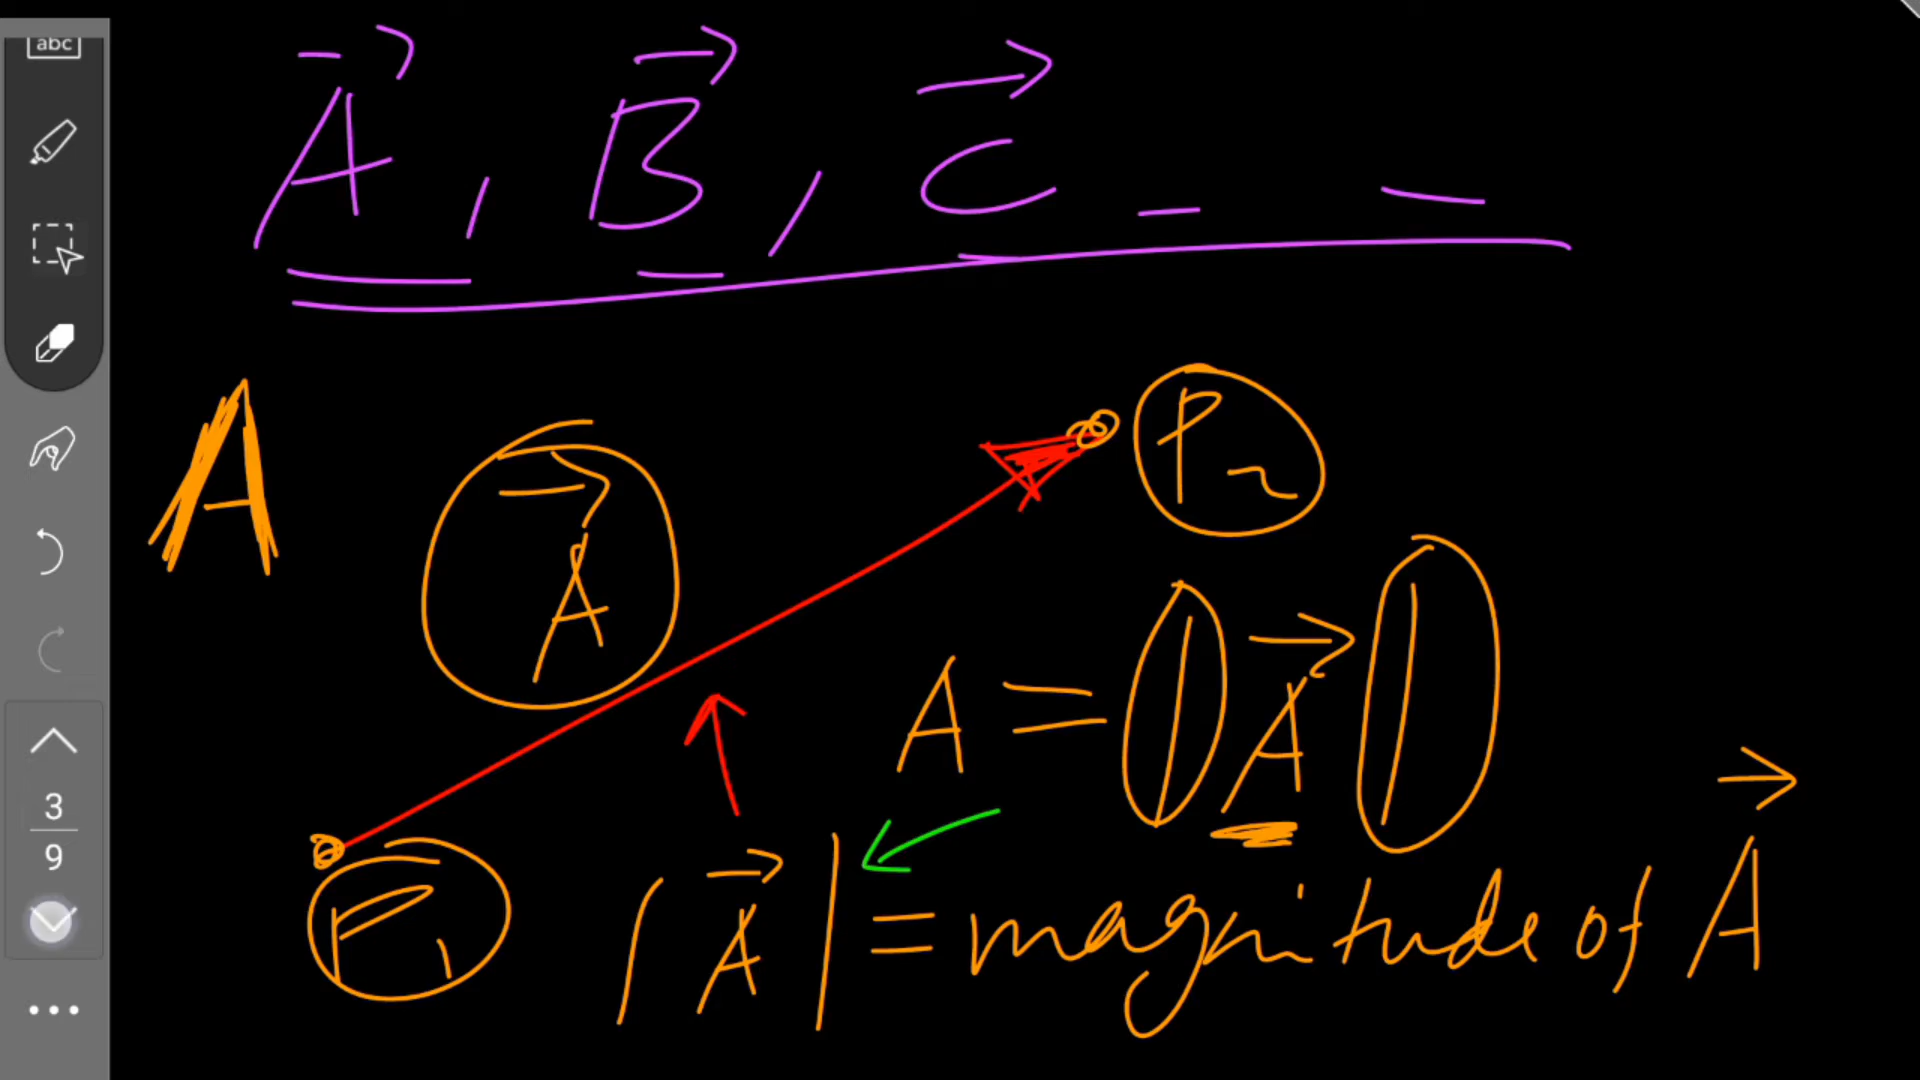 abc
A⃗, B⃗, C⃗ _ _
A
A⃗
P₂
A = |A⃗|
P₁
|A⃗| = magnitude of A⃗
3
9